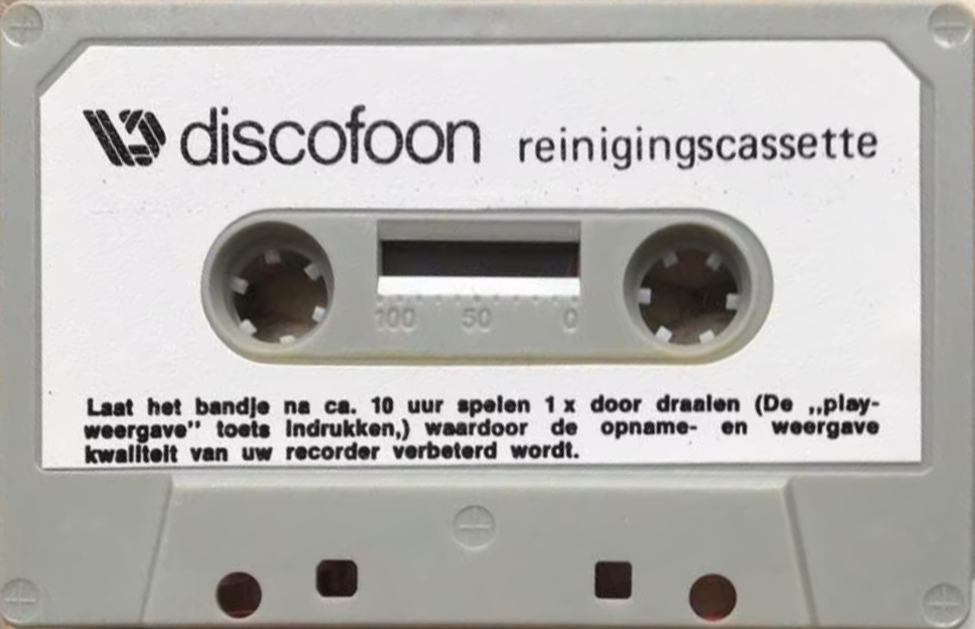 discofoon reinigingscassette
100 50 0
Laat het bandje na ca. 10 uur spelen 1 x door draaien (De „play-
weergave" toets indrukken,) waardoor de opname- en weergave
kwaliteit van uw recorder verbeterd wordt.